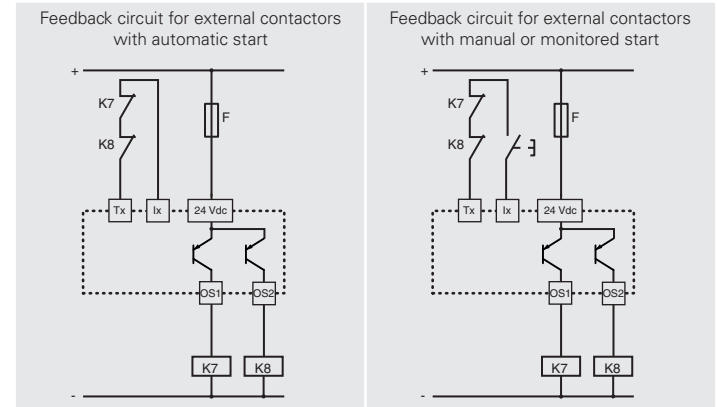 Feedback circuit for external contactors
with automatic start
+
K7
F
K8
Tx
Ix
24 Vdc
OS1
OS2
K7
K8
-
Feedback circuit for external contactors
with manual or monitored start
+
K7
F
K8
Tx
Ix
24 Vdc
OS1
OS2
K7
K8
-